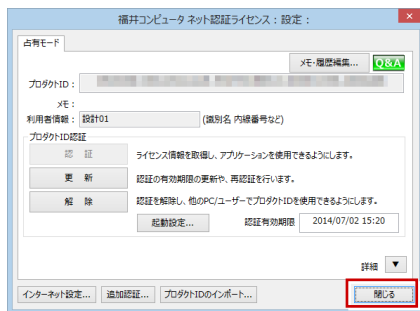 福井コンピュータ ネット認証ライセンス：設定：
占有モード
メモ・履歴編集... Q&A
プロダクトID：
メモ：
利用者情報： 設計01 (識別名 内線番号など)
プロダクトID認証
認 証 ライセンス情報を取得し、アプリケーションを使用できるようにします。
更 新 認証の有効期限の更新や、再認証を行います。
解 除 認証を解除し、他のPC/ユーザーでプロダクトIDを使用できるようにします。
起動設定... 認証有効期限 2014/07/02 15:20
詳細 ▼
インターネット設定... 追加認証... プロダクトIDのインポート... 閉じる